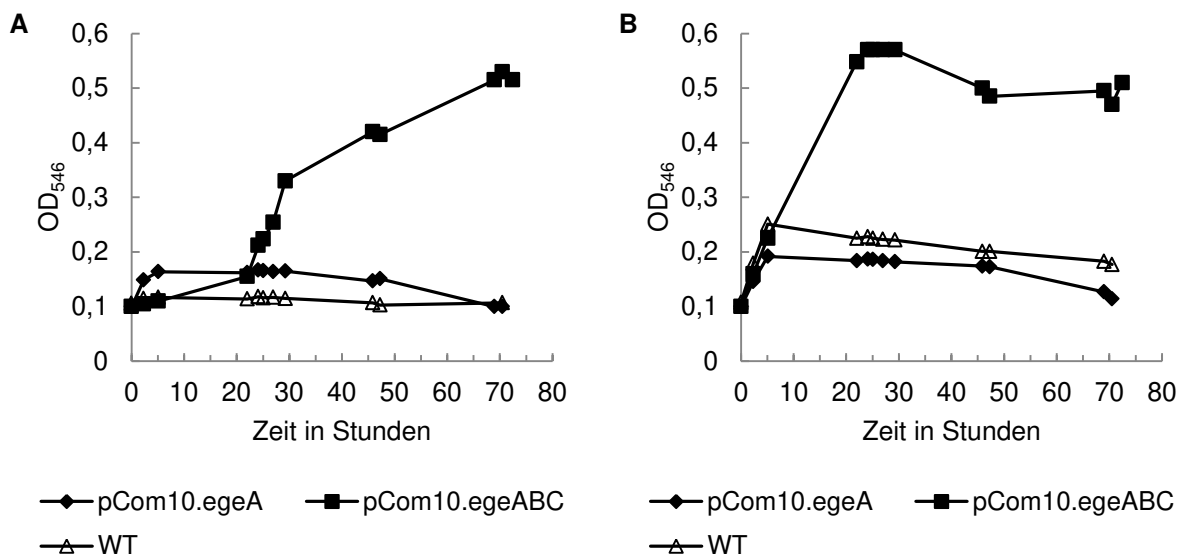 A
0,6
0,5
0,4
0,3
0,2
0,1
0
OD546
0 10 20 30 40 50 60 70 80
Zeit in Stunden
pCom10.egeA pCom10.egeABC
WT
B
0,6
0,5
0,4
0,3
0,2
0,1
0
OD546
0 10 20 30 40 50 60 70 80
Zeit in Stunden
pCom10.egeA pCom10.egeABC
WT